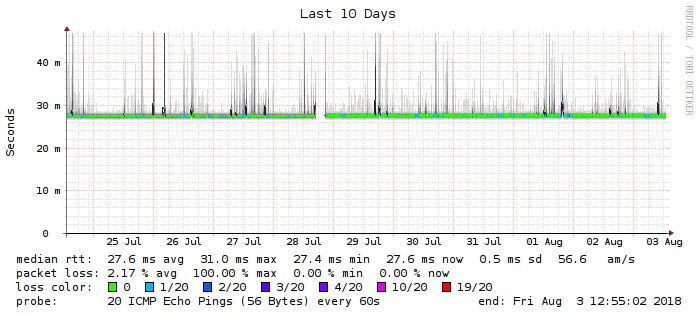 Last 10 Days
RRDTOOL / TOBI OETIKER
Seconds
40 m
30 m
20 m
10 m
0
25 Jul 26 Jul 27 Jul 28 Jul 29 Jul 30 Jul 31 Jul 01 Aug 02 Aug 03 Aug
median rtt: 27.6 ms avg 31.0 ms max 27.4 ms min 27.6 ms now 0.5 ms sd 56.6 am/s
packet loss: 2.17 % avg 100.00 % max 0.00 % min 0.00 % now
loss color: 0 1/20 2/20 3/20 4/20 10/20 19/20
probe: 20 ICMP Echo Pings (56 Bytes) every 60s end: Fri Aug 3 12:55:02 2018